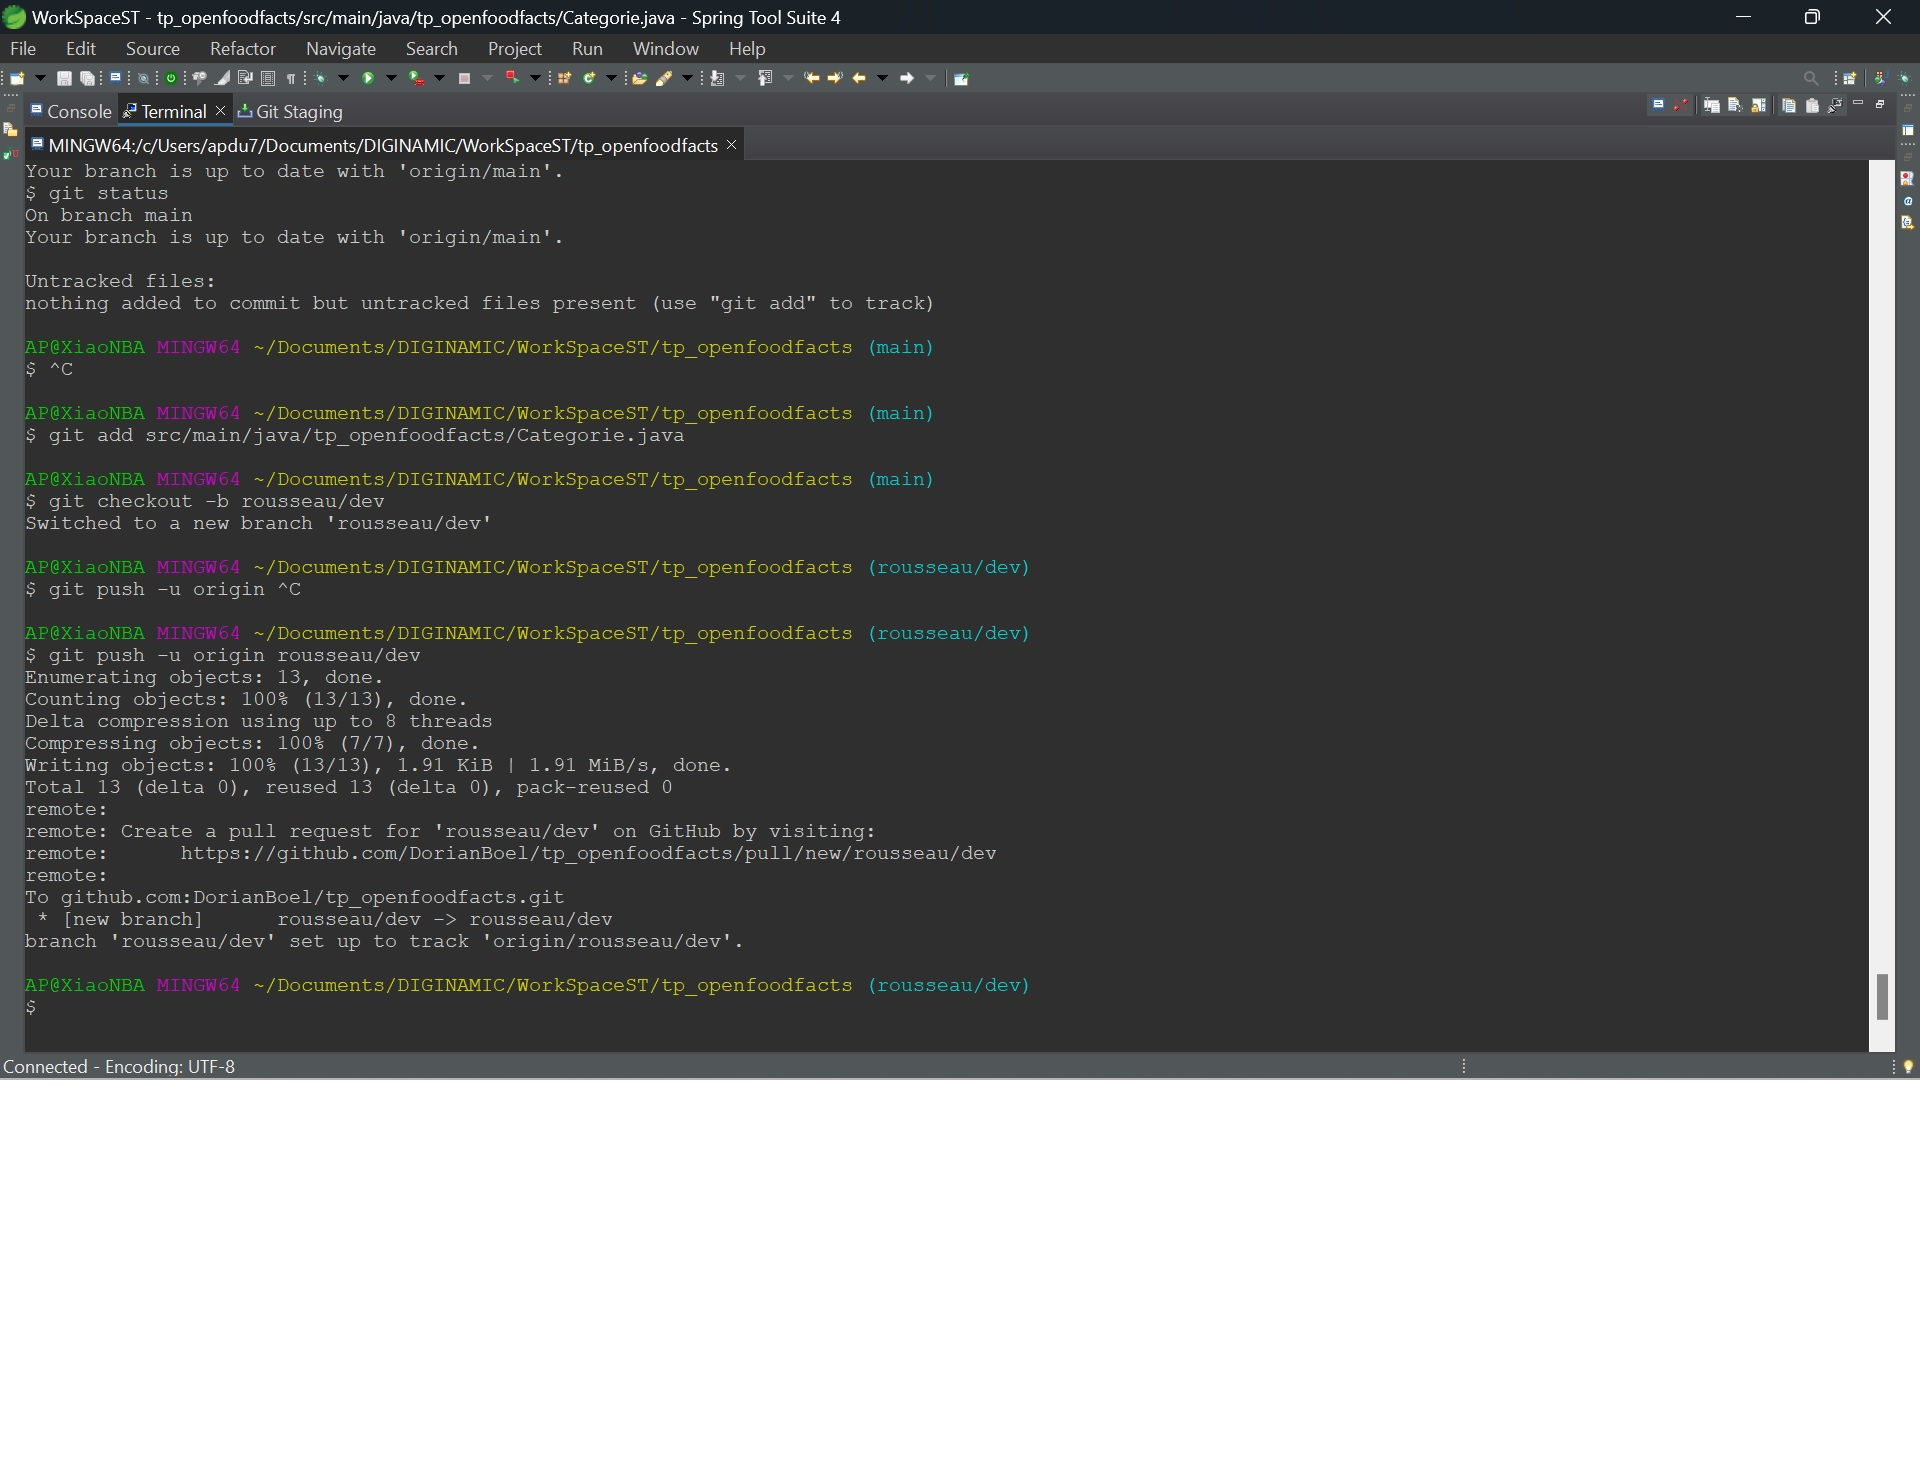 WorkSpaceST - tp_openfoodfacts/src/main/java/tp_openfoodfacts/Categorie.java - Spring Tool Suite 4
File Edit Source Refactor Navigate Search Project Run Window Help
Console Terminal Git Staging
MINGW64:/c/Users/apdu7/Documents/DIGINAMIC/WorkSpaceST/tp_openfoodfacts
Your branch is up to date with 'origin/main'.
$ git status
On branch main
Your branch is up to date with 'origin/main'.
Untracked files:
nothing added to commit but untracked files present (use "git add" to track)
AP@XiaoNBA MINGW64 ~/Documents/DIGINAMIC/WorkSpaceST/tp_openfoodfacts (main)
$ ^C
AP@XiaoNBA MINGW64 ~/Documents/DIGINAMIC/WorkSpaceST/tp_openfoodfacts (main)
$ git add src/main/java/tp_openfoodfacts/Categorie.java
AP@XiaoNBA MINGW64 ~/Documents/DIGINAMIC/WorkSpaceST/tp_openfoodfacts (main)
$ git checkout -b rousseau/dev
Switched to a new branch 'rousseau/dev'
AP@XiaoNBA MINGW64 ~/Documents/DIGINAMIC/WorkSpaceST/tp_openfoodfacts (rousseau/dev)
$ git push -u origin ^C
AP@XiaoNBA MINGW64 ~/Documents/DIGINAMIC/WorkSpaceST/tp_openfoodfacts (rousseau/dev)
$ git push -u origin rousseau/dev
Enumerating objects: 13, done.
Counting objects: 100% (13/13), done.
Delta compression using up to 8 threads
Compressing objects: 100% (7/7), done.
Writing objects: 100% (13/13), 1.91 KiB | 1.91 MiB/s, done.
Total 13 (delta 0), reused 13 (delta 0), pack-reused 0
remote:
remote: Create a pull request for 'rousseau/dev' on GitHub by visiting:
remote:      https://github.com/DorianBoel/tp_openfoodfacts/pull/new/rousseau/dev
remote:
To github.com:DorianBoel/tp_openfoodfacts.git
 * [new branch]      rousseau/dev -> rousseau/dev
branch 'rousseau/dev' set up to track 'origin/rousseau/dev'.
AP@XiaoNBA MINGW64 ~/Documents/DIGINAMIC/WorkSpaceST/tp_openfoodfacts (rousseau/dev)
$
Connected - Encoding: UTF-8